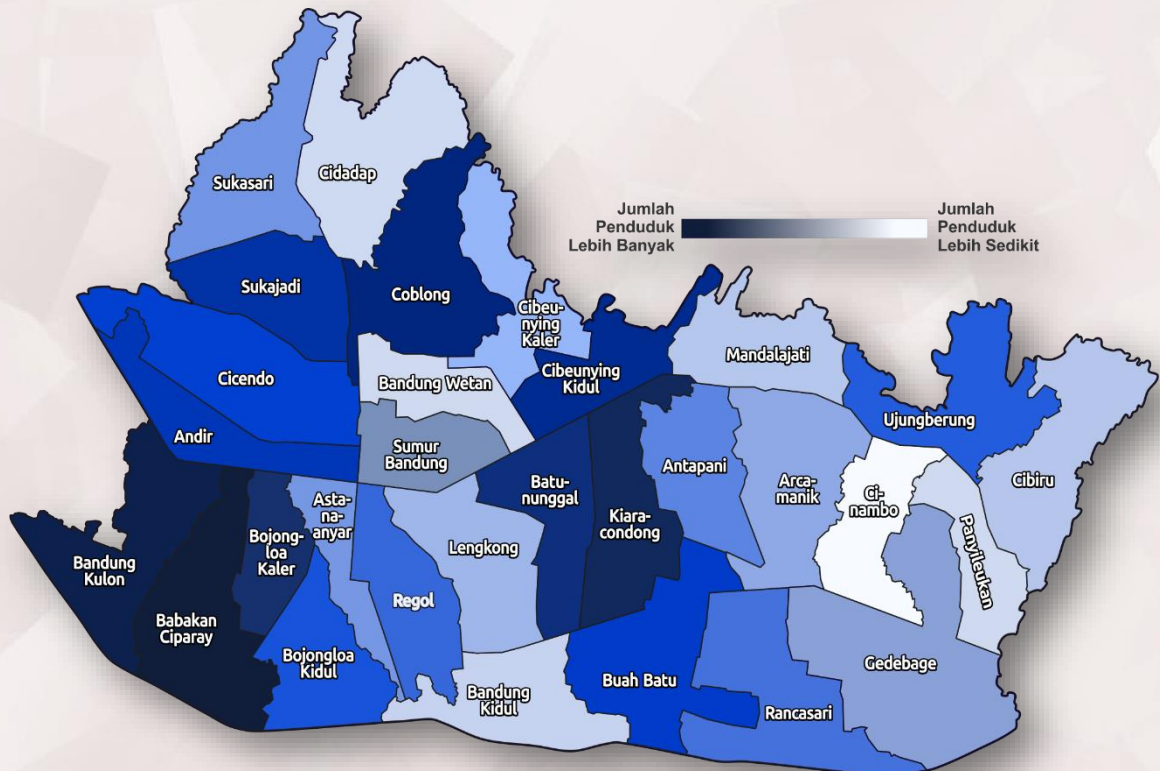 Sukasari
Cidadap
Jumlah
Penduduk
Lebih Banyak
Jumlah
Penduduk
Lebih Sedikit
Sukajadi
Coblong
Cibeu-
nying
Kaler
Mandalajati
Cicendo
Bandung Wetan
Cibeunying
Kidul
Ujungberung
Andir
Sumur
Bandung
Antapani
Arca-
manik
Ci-
nambo
Cibiru
Asta-
na-
anyar
Batu-
nunggal
Kiara-
condong
Panyileukan
Bandung
Kulon
Bojong-
loa
Kaler
Lengkong
Regol
Babakan
Ciparay
Bojongloa
Kidul
Bandung
Kidul
Buah Batu
Rancasari
Gedebage